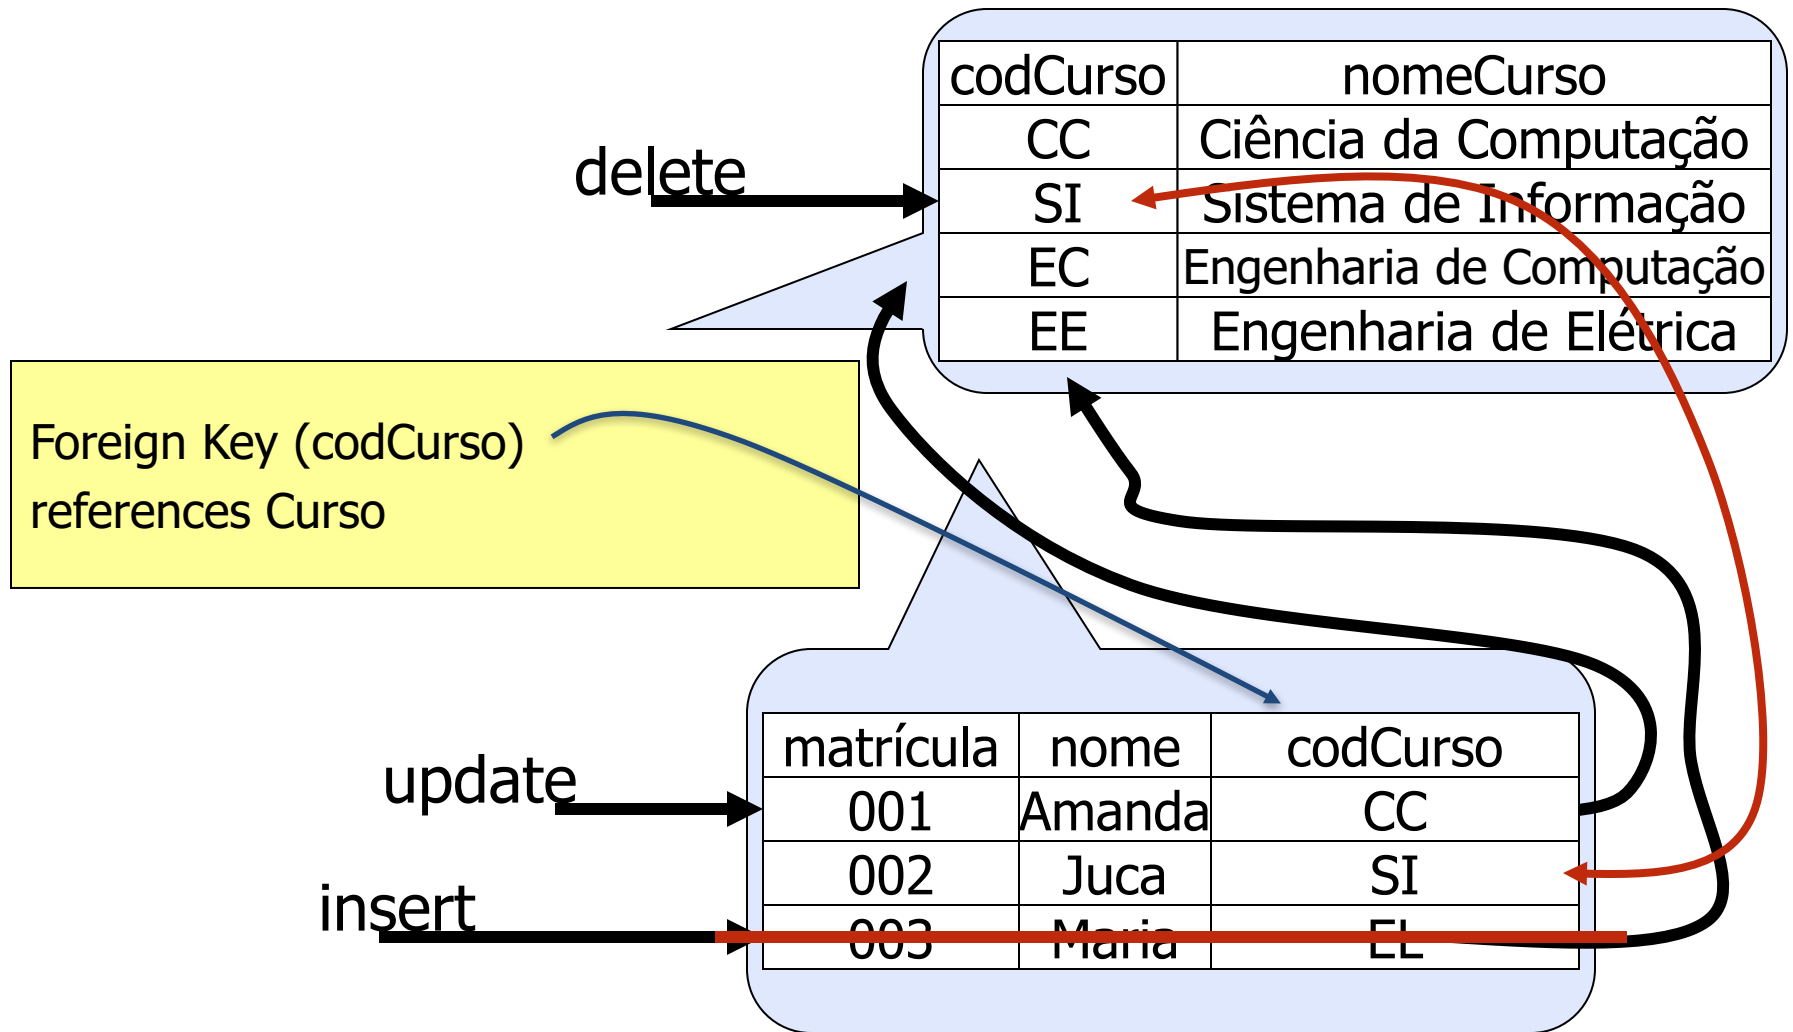 codCurso nomeCurso
CC Ciência da Computação
delete
SI Sistema de Informação
EC Engenharia de Computação
EE Engenharia de Elétrica
Foreign Key (codCurso)
references Curso
matrícula nome codCurso
update
001 Amanda CC
002 Juca SI
insert
003 Maria EL